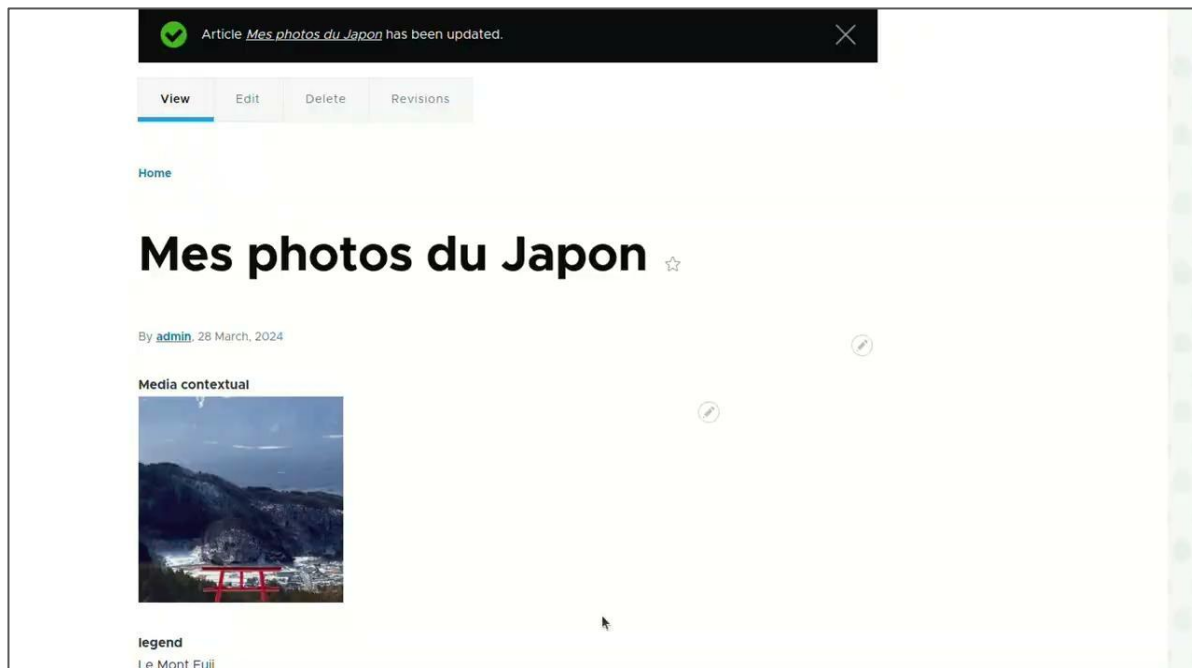 Article Mes photos du Japon has been updated.
View Edit Delete Revisions
Home
Mes photos du Japon
By admin, 28 March, 2024
Media contextual
legend
Le Mont Fuji